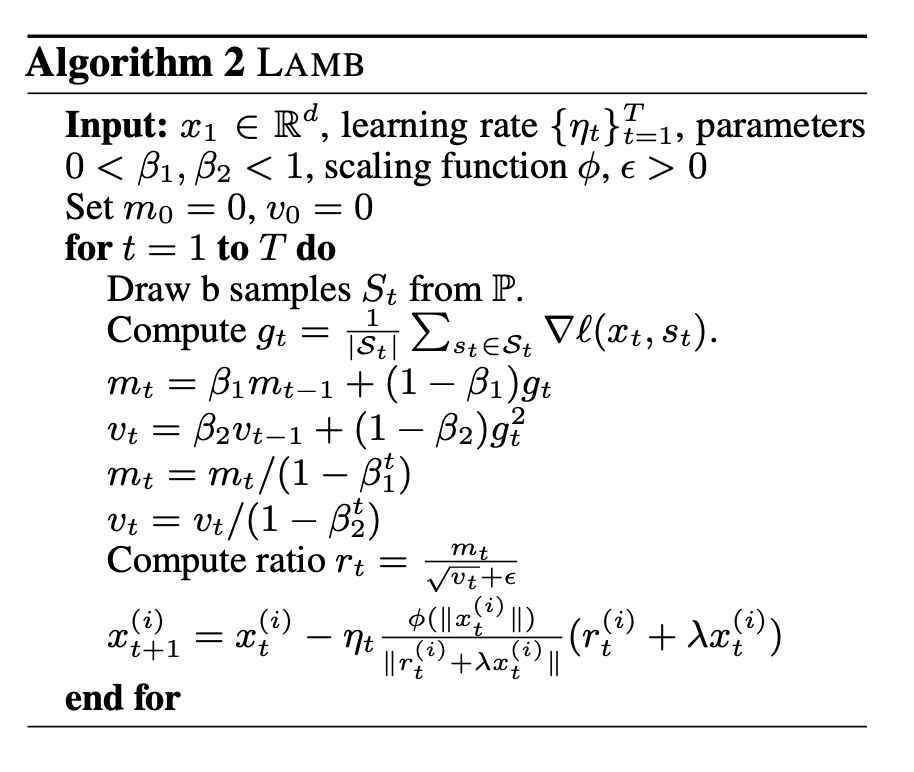 Algorithm 2 LAMB
Input: $x_1 \in \mathbb{R}^d$, learning rate $\{\eta_t\}_{t=1}^T$, parameters
$0 < \beta_1, \beta_2 < 1$, scaling function $\phi$, $\epsilon > 0$
Set $m_0 = 0$, $v_0 = 0$
for $t = 1$ to $T$ do
Draw b samples $S_t$ from $\mathbb{P}$.
Compute $g_t = \frac{1}{|\mathcal{S}_t|} \sum_{s_t \in \mathcal{S}_t} \nabla \ell(x_t, s_t)$.
$m_t = \beta_1 m_{t-1} + (1 - \beta_1) g_t$
$v_t = \beta_2 v_{t-1} + (1 - \beta_2) g_t^2$
$m_t = m_t / (1 - \beta_1^t)$
$v_t = v_t / (1 - \beta_2^t)$
Compute ratio $r_t = \frac{m_t}{\sqrt{v_t} + \epsilon}$
$x_{t+1}^{(i)} = x_t^{(i)} - \eta_t \frac{\phi(\|x_t^{(i)}\|)}{\|r_t^{(i)} + \lambda x_t^{(i)}\|} (r_t^{(i)} + \lambda x_t^{(i)})$
end for